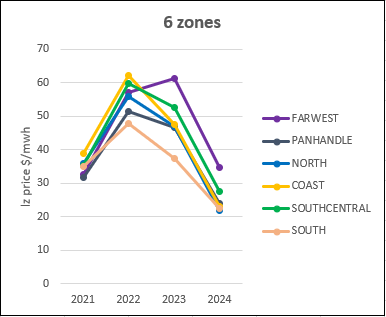 6 zones
lz price $/mwh
70
60
50
40
30
20
10
0
2021 2022 2023 2024
FARWEST
PANHANDLE
NORTH
COAST
SOUTHCENTRAL
SOUTH